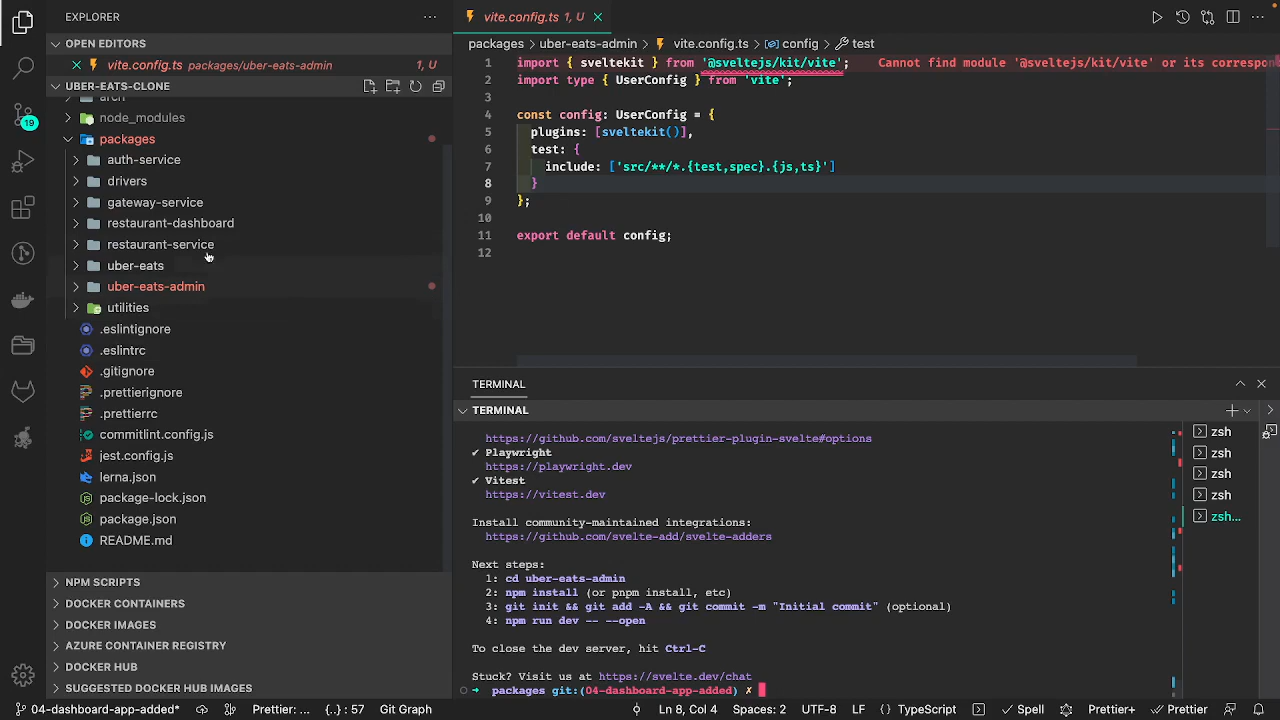 EXPLORER
OPEN EDITORS
vite.config.ts packages/uber-eats-admin 1, U
UBER-EATS-CLONE
node_modules
packages
auth-service
drivers
gateway-service
restaurant-dashboard
restaurant-service
uber-eats
uber-eats-admin
utilities
.eslintignore
.eslintrc
.gitignore
.prettierignore
.prettierrc
commitlint.config.js
jest.config.js
lerna.json
package-lock.json
package.json
README.md
NPM SCRIPTS
DOCKER CONTAINERS
DOCKER IMAGES
AZURE CONTAINER REGISTRY
DOCKER HUB
SUGGESTED DOCKER HUB IMAGES
19
vite.config.ts 1, U
packages > uber-eats-admin > vite.config.ts > config > test
1 import { sveltekit } from '@sveltejs/kit/vite'; Cannot find module '@sveltejs/kit/vite' or its correspon
2 import type { UserConfig } from 'vite';
3
4 const config: UserConfig = {
5 plugins: [sveltekit()],
6 test: {
7 include: ['src/**/*.{test,spec}.{js,ts}']
8 }
9 };
10
11 export default config;
12
TERMINAL
TERMINAL
https://github.com/sveltejs/prettier-plugin-svelte#options
✔ Playwright
https://playwright.dev
✔ Vitest
https://vitest.dev
Install community-maintained integrations:
https://github.com/svelte-add/svelte-adders
Next steps:
1: cd uber-eats-admin
2: npm install (or pnpm install, etc)
3: git init && git add -A && git commit -m "Initial commit" (optional)
4: npm run dev -- --open
To close the dev server, hit Ctrl-C
Stuck? Visit us at https://svelte.dev/chat
➜ packages git:(04-dashboard-app-added) ✗
zsh
zsh
zsh
zsh
zsh...
04-dashboard-app-added* Prettier: ... {..}: 57 Git Graph Ln 8, Col 4 Spaces: 2 UTF-8 LF {} TypeScript ✓ Spell Prettier+ ✓✓ Prettier